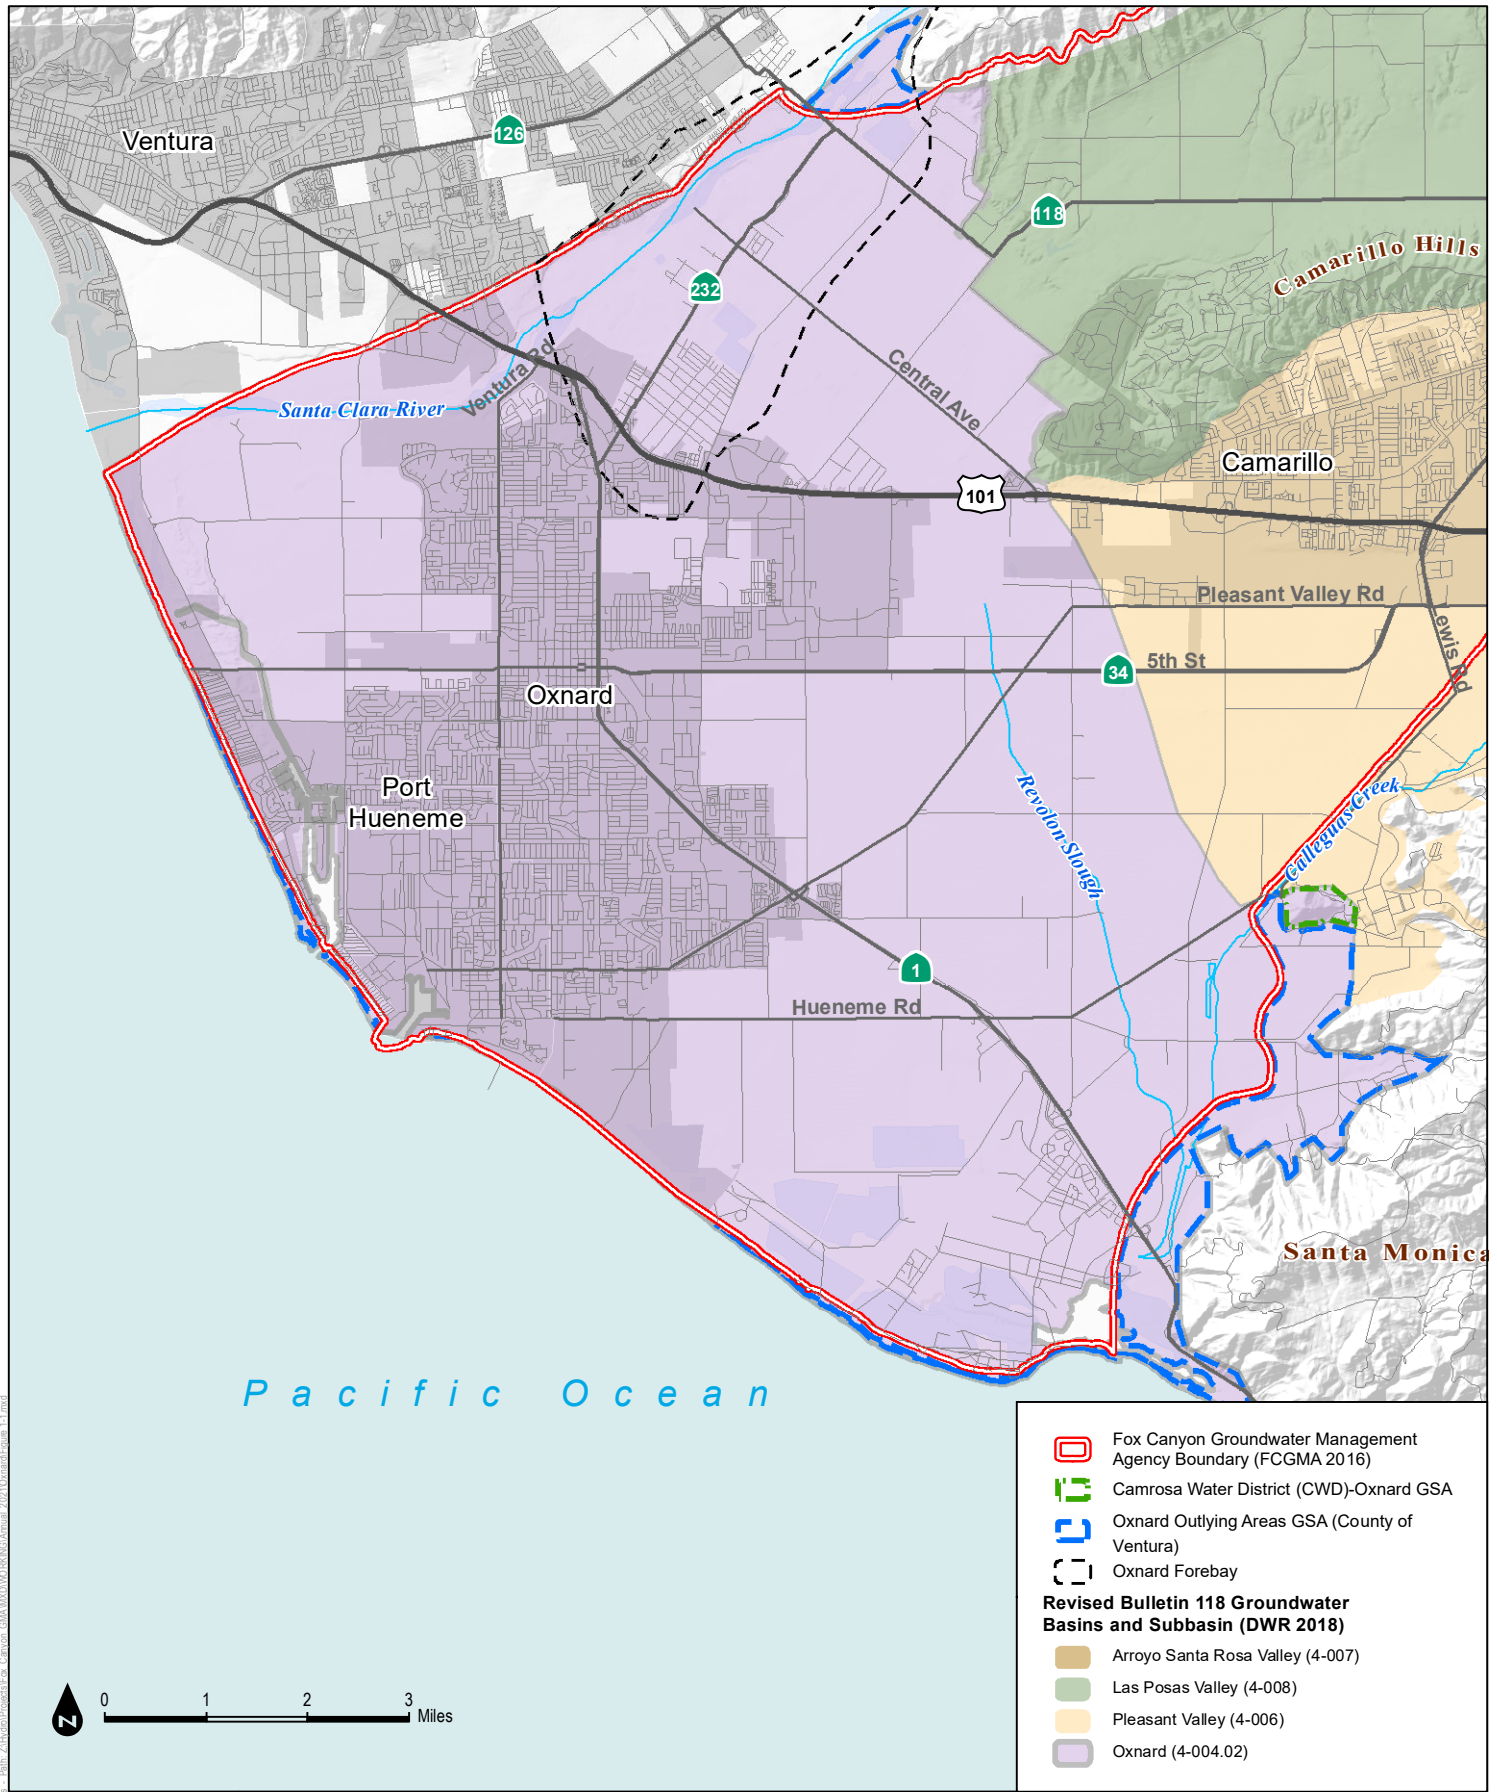 Ventura
126
118
Camarillo Hills
232
Ventura Rd
Central Ave
Santa Clara River
Camarillo
101
Pleasant Valley Rd
Lewis Rd
5th St
34
Oxnard
Port
Hueneme
Revolon Slough
Calleguas Creek
1
Hueneme Rd
Santa Monica
Pacific Ocean
Fox Canyon Groundwater Management
Agency Boundary (FCGMA 2016)
Camrosa Water District (CWD)-Oxnard GSA
Oxnard Outlying Areas GSA (County of
Ventura)
Oxnard Forebay
Revised Bulletin 118 Groundwater
Basins and Subbasin (DWR 2018)
Arroyo Santa Rosa Valley (4-007)
Las Posas Valley (4-008)
Pleasant Valley (4-006)
Oxnard (4-004.02)
N
0 1 2 3
Miles